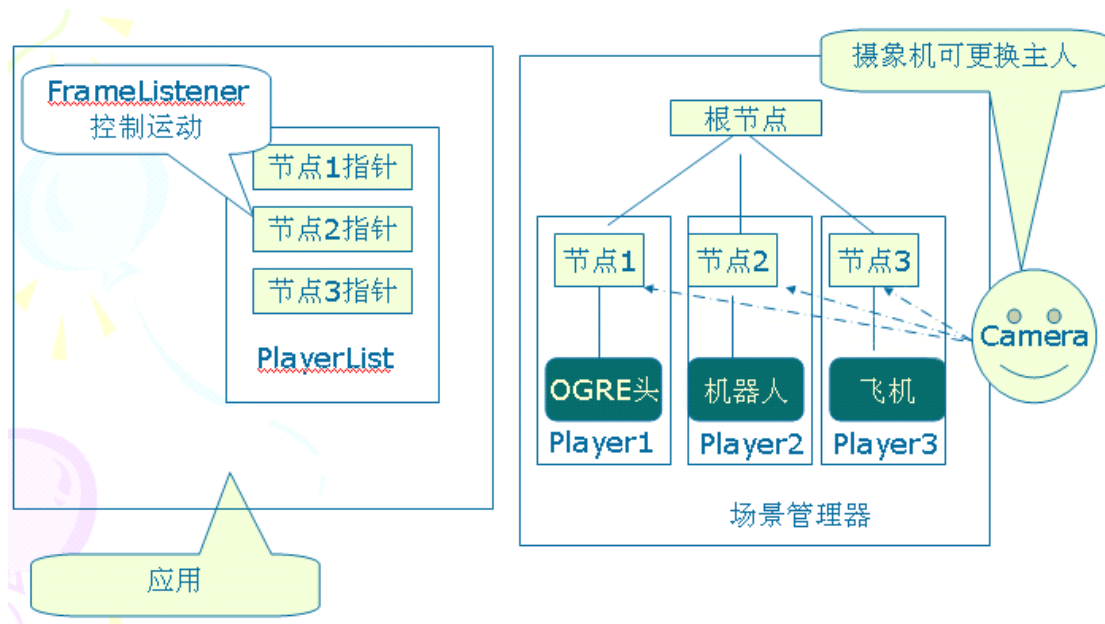 FrameListener
控制运动
节点1指针
节点2指针
节点3指针
PlayerList
应用
摄象机可更换主人
根节点
节点1
节点2
节点3
Camera
OGRE头
机器人
飞机
Player1
Player2
Player3
场景管理器